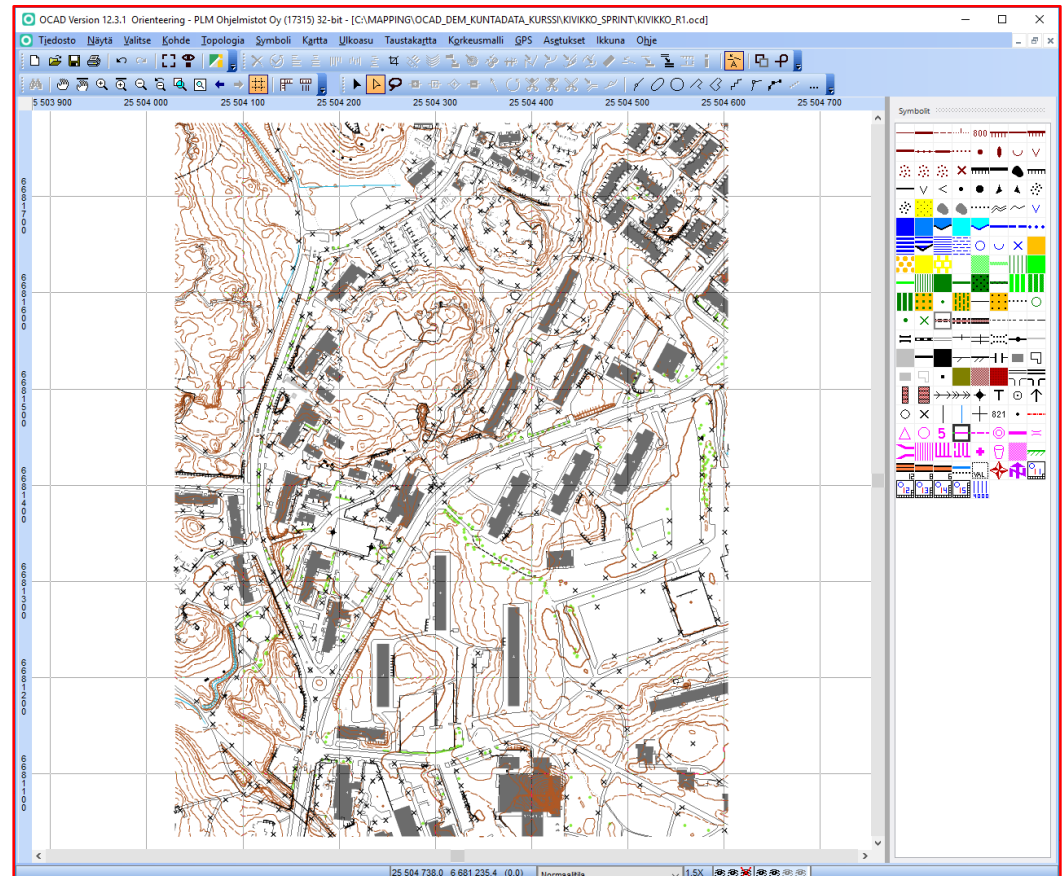 OCAD Version 12.3.1 Orienteering - PLM Ohjelmistot Oy (17315) 32-bit - [C:\MAPPING\OCAD_DEM_KUNTADATA_KURSSI\KIVIKKO_SPRINT\KIVIKKO_R1.ocd]
Tiedosto Näytä Valitse Kohde Topologia Symboli Kartta Ulkoasu Taustakartta Korkeusmalli GPS Asetukset Ikkuna Ohje
5 503 900 25 504 000 25 504 100 25 504 200 25 504 300 25 504 400 25 504 500 25 504 600 25 504 700
Symbolit
800
6681700
6681600
6681500
6681400
6681300
6681200
6681100
821
5
VAL
4000
25 504 738.0 6 681 235.4 (0.0) Normaalitila 1.5X